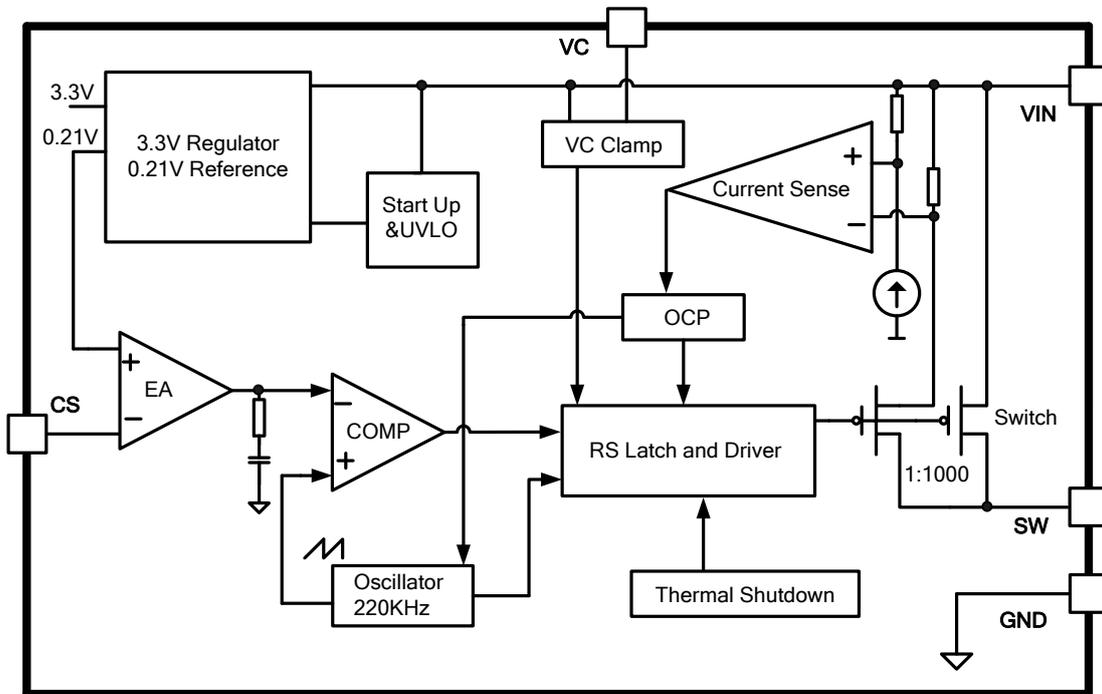 VC
3.3V
0.21V
3.3V Regulator
0.21V Reference
VIN
VC Clamp
Start Up
&UVLO
+
Current Sense
−
OCP
+
EA
−
CS
−
COMP
+
RS Latch and Driver
Switch
1:1000
SW
Oscillator
220KHz
Thermal Shutdown
GND